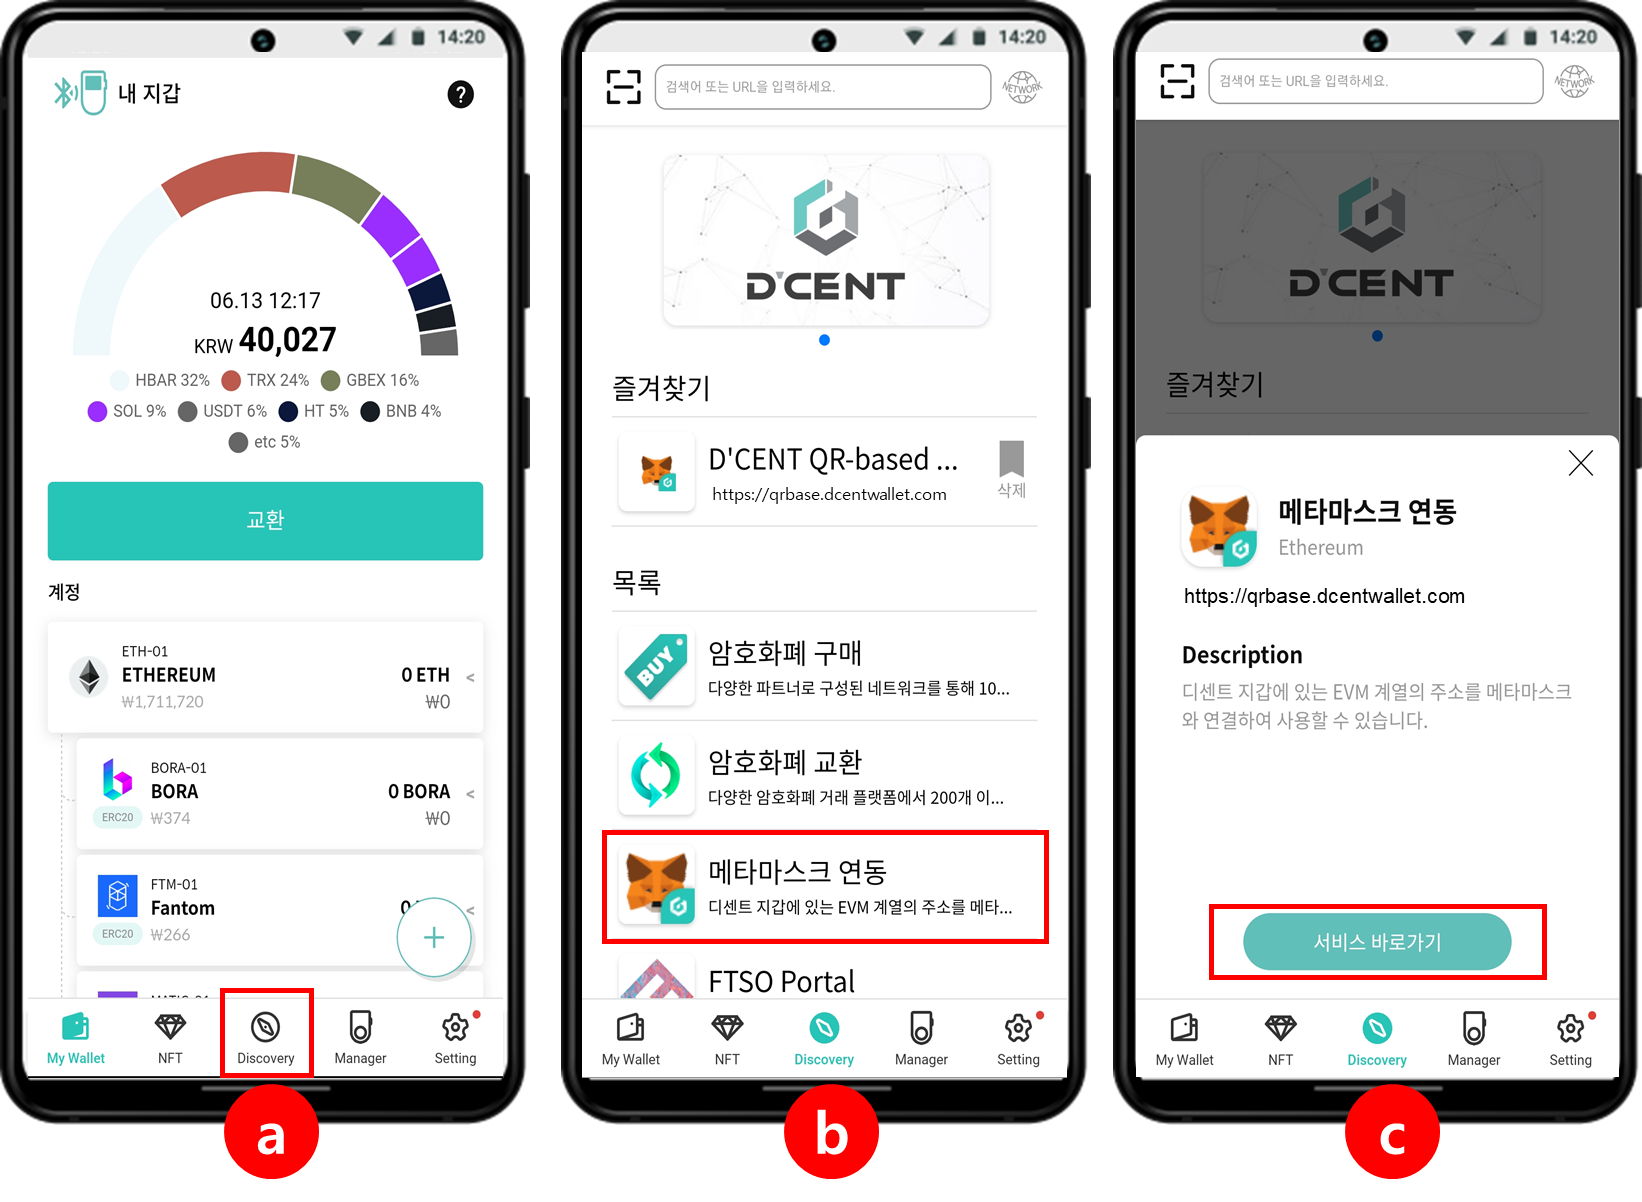 14:20
내 지갑
?
06.13 12:17
KRW 40,027
HBAR 32% TRX 24% GBEX 16%
SOL 9% USDT 6% HT 5% BNB 4%
etc 5%
교환
계정
ETH-01
ETHEREUM 0 ETH <
₩1,711,720 ₩0
BORA-01
BORA 0 BORA <
ERC20 ₩374 ₩0
FTM-01
Fantom 0 <
ERC20 ₩266
+
My Wallet NFT Discovery Manager Setting
a
14:20
검색어 또는 URL을 입력하세요.
NETWORK
D'CENT
즐겨찾기
D'CENT QR-based ...
https://qrbase.dcentwallet.com
삭제
목록
BUY
암호화폐 구매
다양한 파트너로 구성된 네트워크를 통해 10...
암호화폐 교환
다양한 암호화폐 거래 플랫폼에서 200개 이...
메타마스크 연동
디센트 지갑에 있는 EVM 계열의 주소를 메타...
FTSO Portal
My Wallet NFT Discovery Manager Setting
b
14:20
검색어 또는 URL을 입력하세요.
NETWORK
D'CENT
즐겨찾기
메타마스크 연동
Ethereum
https://qrbase.dcentwallet.com
Description
디센트 지갑에 있는 EVM 계열의 주소를 메타마스크
와 연결하여 사용할 수 있습니다.
서비스 바로가기
My Wallet NFT Discovery Manager Setting
c